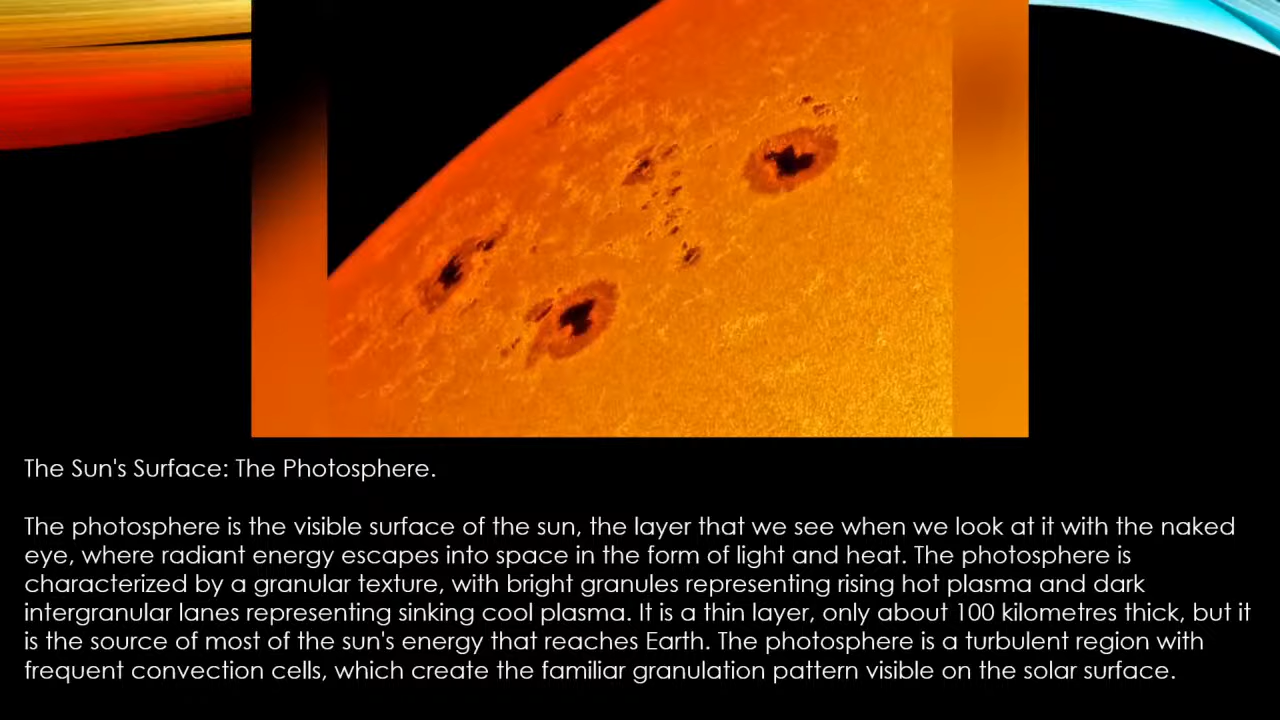 The Sun's Surface: The Photosphere.
The photosphere is the visible surface of the sun, the layer that we see when we look at it with the naked
eye, where radiant energy escapes into space in the form of light and heat. The photosphere is
characterized by a granular texture, with bright granules representing rising hot plasma and dark
intergranular lanes representing sinking cool plasma. It is a thin layer, only about 100 kilometres thick, but it
is the source of most of the sun's energy that reaches Earth. The photosphere is a turbulent region with
frequent convection cells, which create the familiar granulation pattern visible on the solar surface.